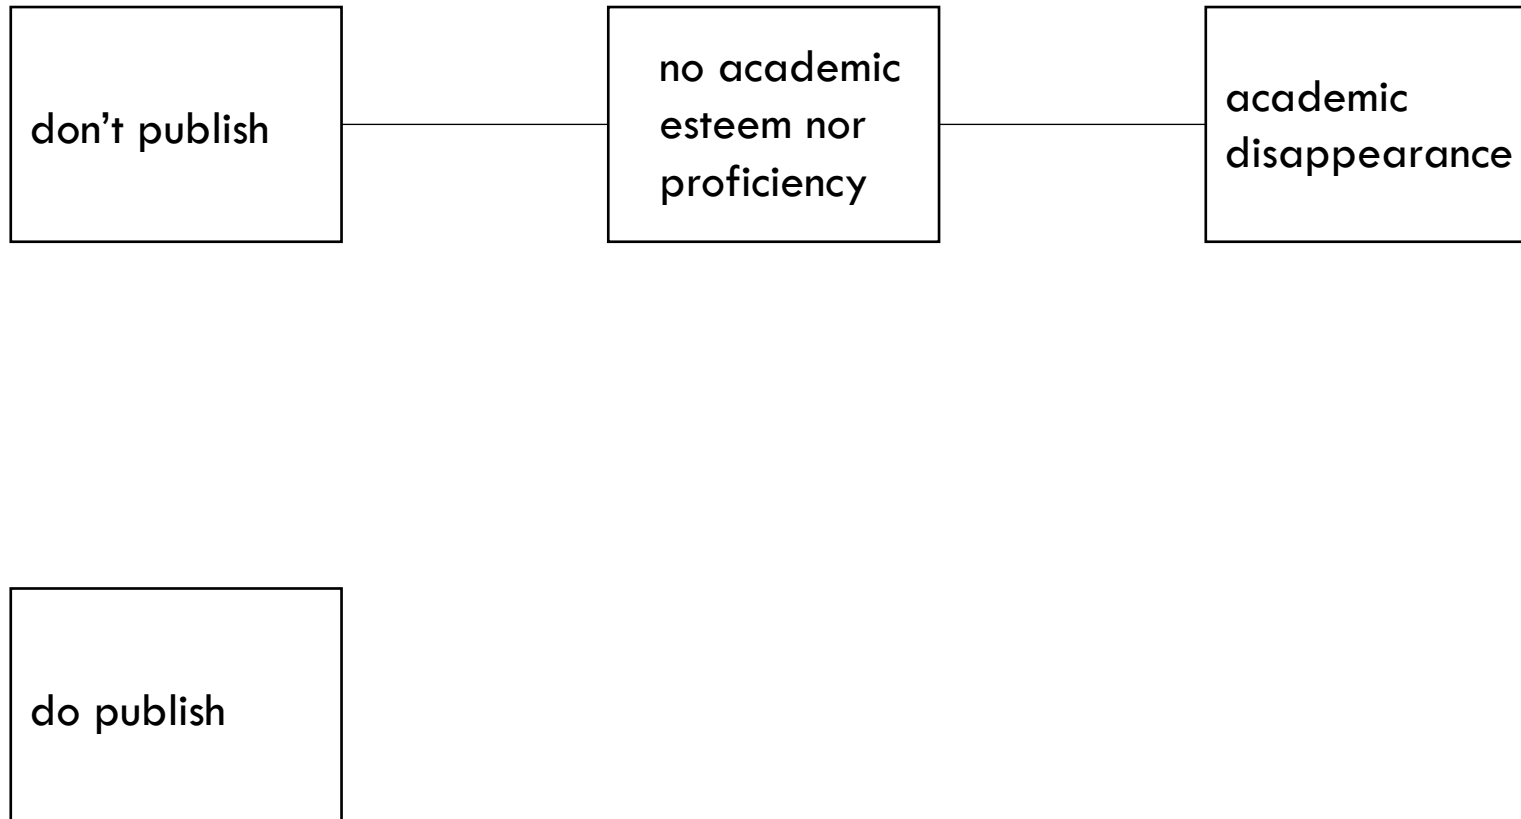 don’t publish
no academic
esteem nor
proficiency
academic
disappearance
do publish